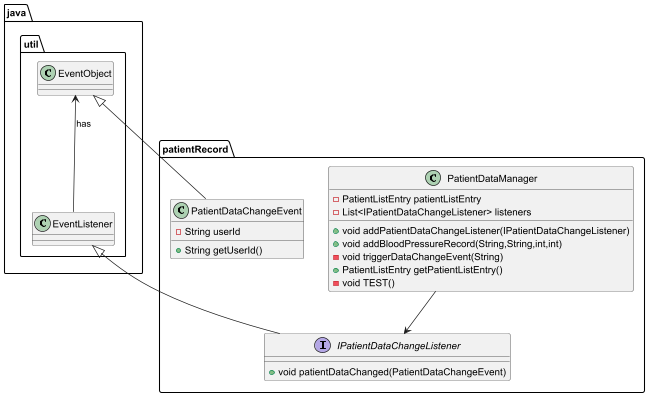 java
util
C EventObject
has
C EventListener
patientRecord
C PatientDataChangeEvent
String userId
String getUserId()
C PatientDataManager
PatientListEntry patientListEntry
List<IPatientDataChangeListener> listeners
void addPatientDataChangeListener(IPatientDataChangeListener)
void addBloodPressureRecord(String,String,int,int)
void triggerDataChangeEvent(String)
PatientListEntry getPatientListEntry()
void TEST()
I IPatientDataChangeListener
void patientDataChanged(PatientDataChangeEvent)